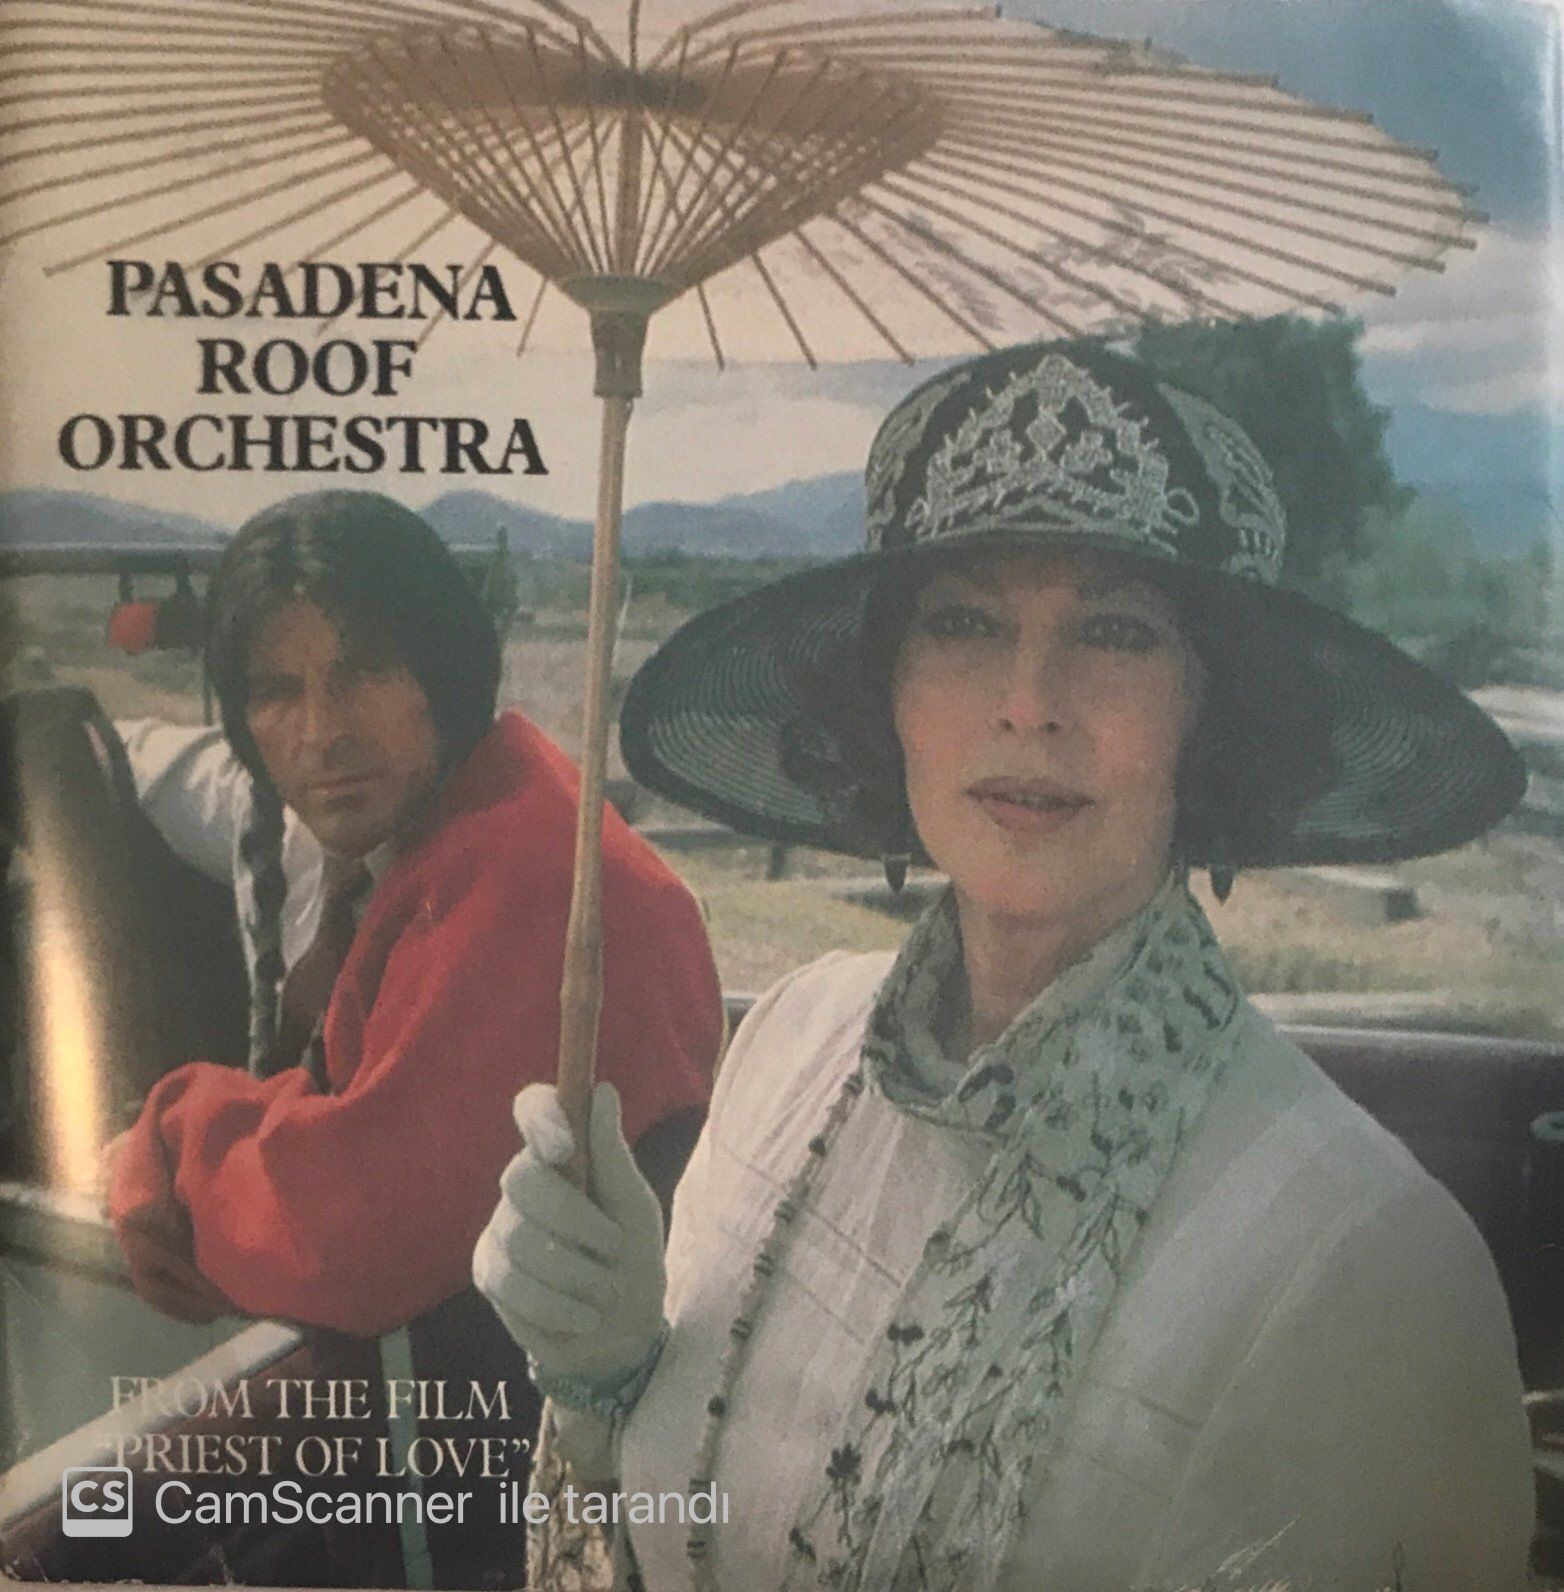 PASADENA
ROOF
ORCHESTRA
FROM THE FILM
"PRIEST OF LOVE"
CS CamScanner ile tarandı